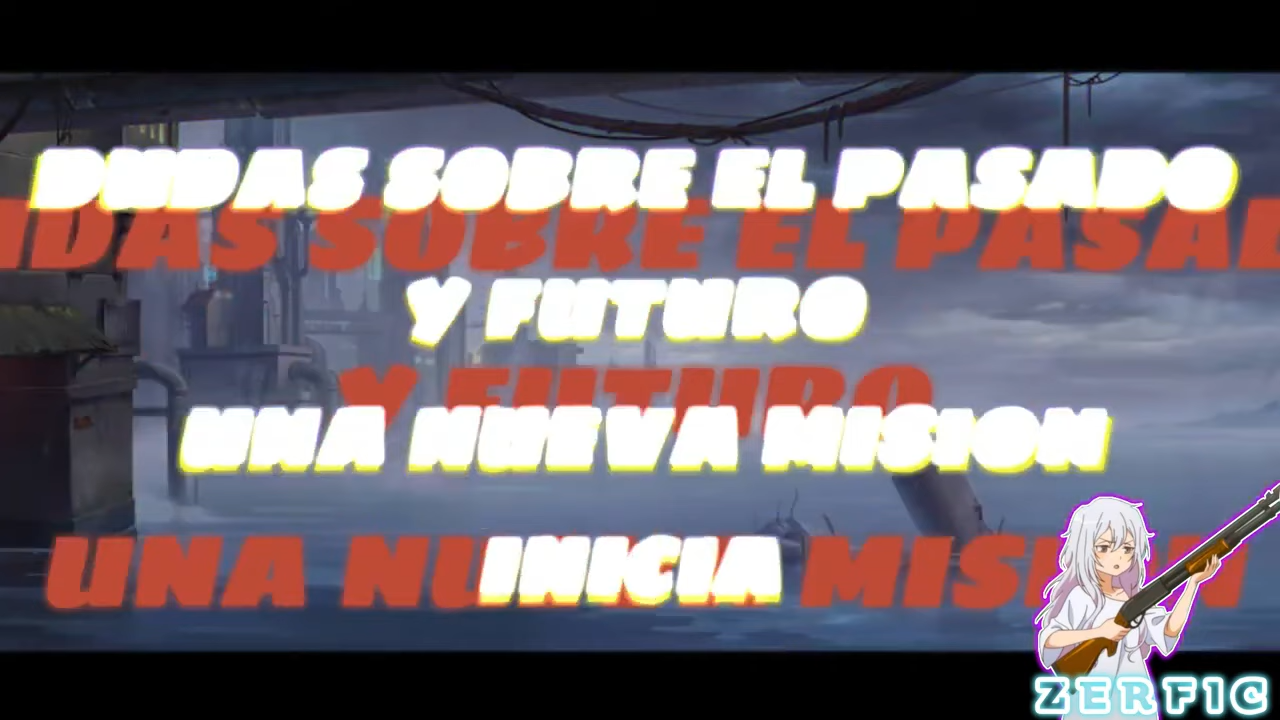 DUDAS SOBRE EL PASADO
Y FUTURO
UNA NUEVA MISION
INICIA
ZERFIC